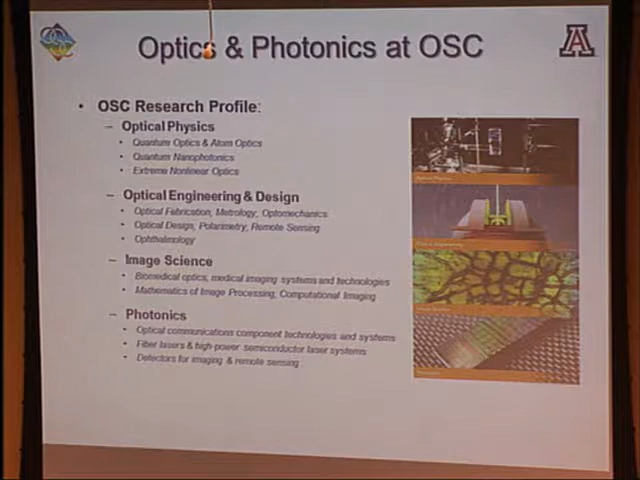 Optics & Photonics at OSC
A
• OSC Research Profile:
– Optical Physics
• Quantum Optics & Atom Optics
• Quantum Nanophotonics
• Extreme Nonlinear Optics
– Optical Engineering & Design
• Optical Fabrication, Metrology, Optomechanics
• Optical Design, Polarimetry, Remote Sensing
• Ophthalmology
– Image Science
• Biomedical optics, medical imaging systems and technologies
• Mathematics of Image Processing, Computational Imaging
– Photonics
• Optical communications component technologies and systems
• Fiber lasers & high-power semiconductor laser systems
• Detectors for imaging & remote sensing